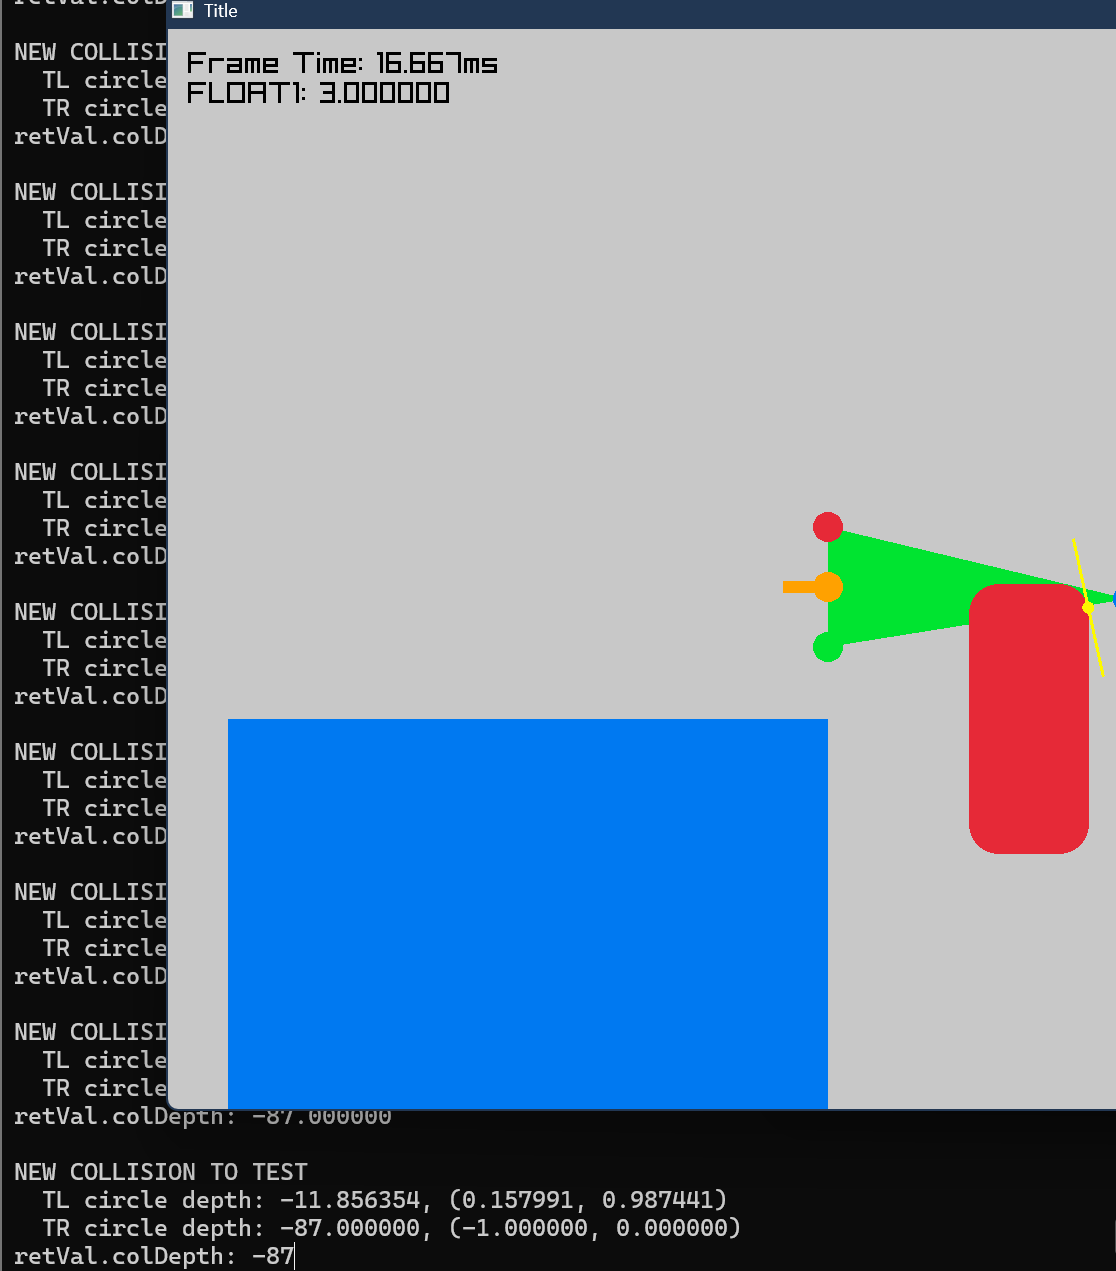 retVal.colD
Title
Frame Time: 16.667ms
FLOAT1: 3.000000
NEW COLLISI
TL circle
TR circle
retVal.colD
NEW COLLISI
TL circle
TR circle
retVal.colD
NEW COLLISI
TL circle
TR circle
retVal.colD
NEW COLLISI
TL circle
TR circle
retVal.colD
NEW COLLISI
TL circle
TR circle
retVal.colD
NEW COLLISI
TL circle
TR circle
retVal.colD
NEW COLLISI
TL circle
TR circle
retVal.colD
NEW COLLISI
TL circle
TR circle
retVal.colDepth: -87.000000
NEW COLLISION TO TEST
TL circle depth: -11.856354, (0.157991, 0.987441)
TR circle depth: -87.000000, (-1.000000, 0.000000)
retVal.colDepth: -87